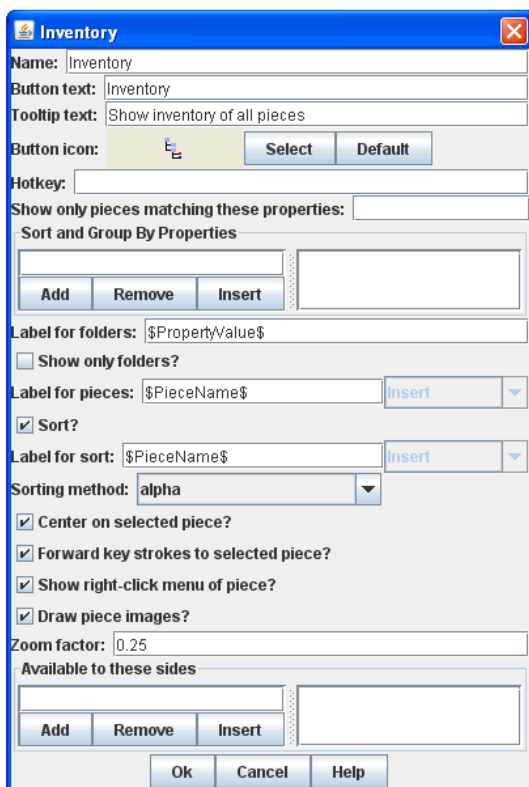 Inventory
Name: Inventory
Button text: Inventory
Tooltip text: Show inventory of all pieces
Button icon: Select Default
Hotkey:
Show only pieces matching these properties:
Sort and Group By Properties
Add Remove Insert
Label for folders: $PropertyValue$
Show only folders?
Label for pieces: $PieceName$ Insert
Sort?
Label for sort: $PieceName$ Insert
Sorting method: alpha
Center on selected piece?
Forward key strokes to selected piece?
Show right-click menu of piece?
Draw piece images?
Zoom factor: 0.25
Available to these sides
Add Remove Insert
Ok Cancel Help